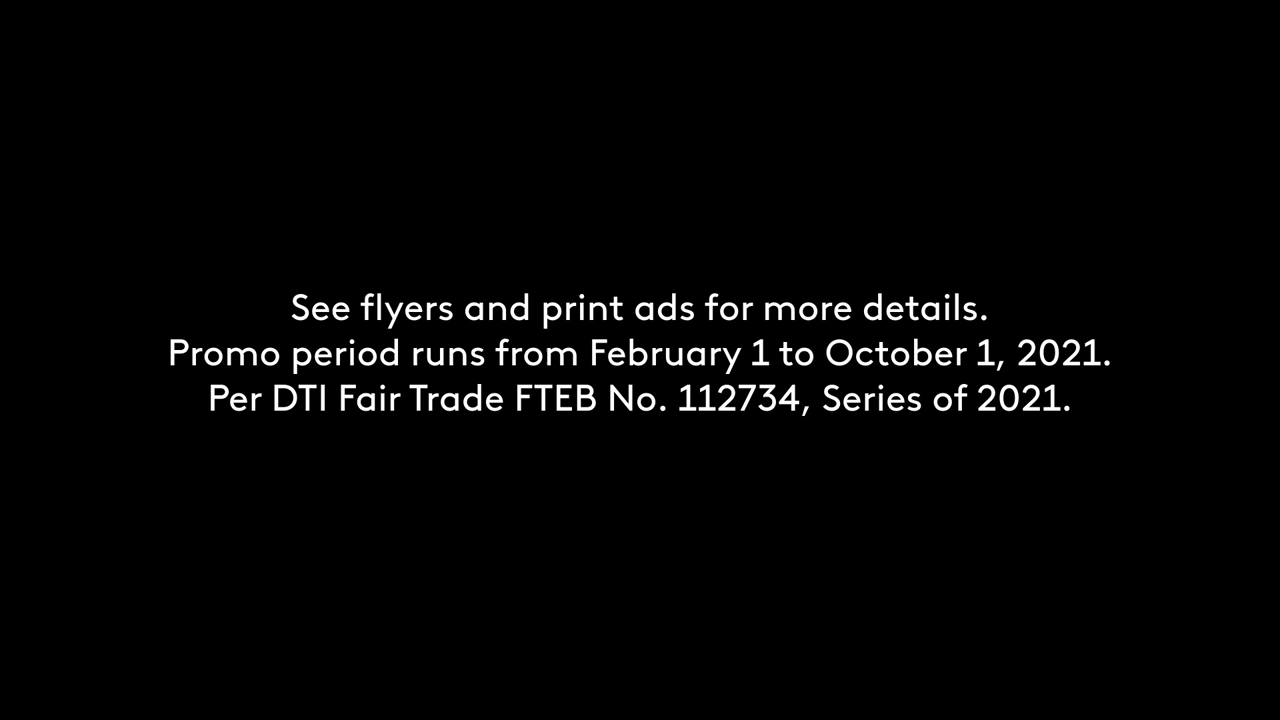 See flyers and print ads for more details.
Promo period runs from February 1 to October 1, 2021.
Per DTI Fair Trade FTEB No. 112734, Series of 2021.